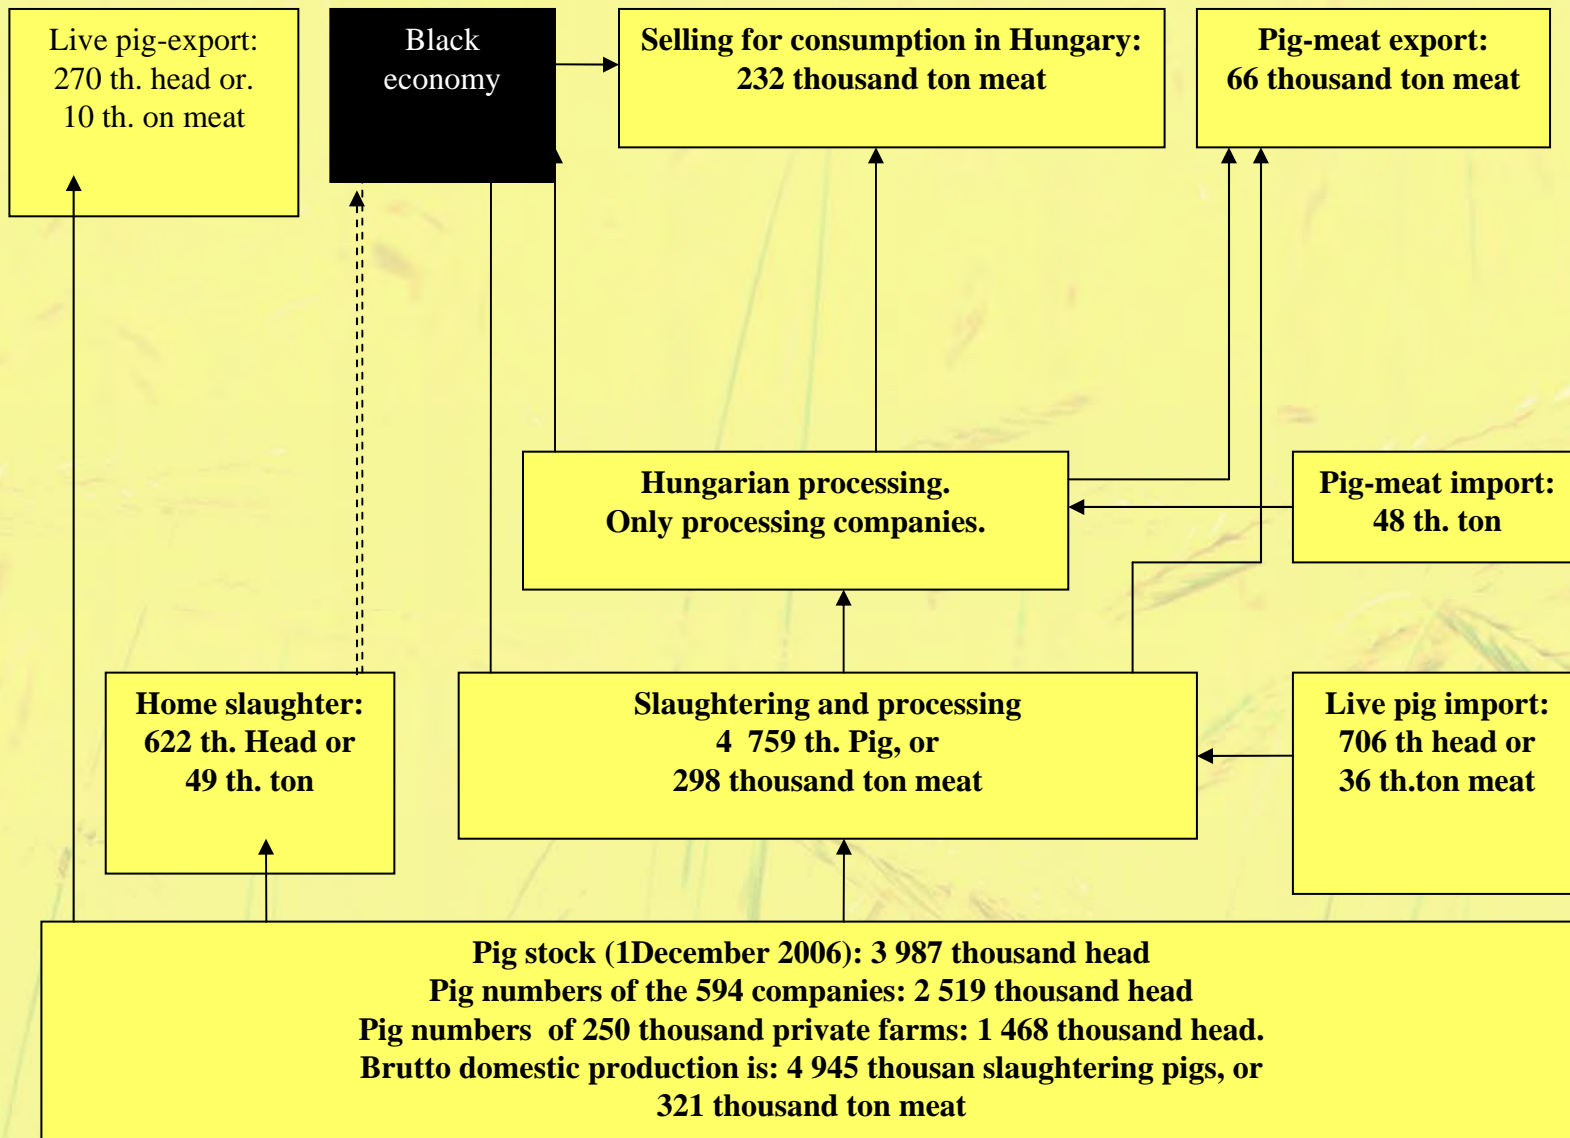 Live pig-export:
270 th. head or.
10 th. on meat
Black
economy
Selling for consumption in Hungary:
232 thousand ton meat
Pig-meat export:
66 thousand ton meat
Hungarian processing.
Only processing companies.
Pig-meat import:
48 th. ton
Home slaughter:
622 th. Head or
49 th. ton
Slaughtering and processing
4 759 th. Pig, or
298 thousand ton meat
Live pig import:
706 th head or
36 th.ton meat
Pig stock (1December 2006): 3 987 thousand head
Pig numbers of the 594 companies: 2 519 thousand head
Pig numbers of 250 thousand private farms: 1 468 thousand head.
Brutto domestic production is: 4 945 thousan slaughtering pigs, or
321 thousand ton meat